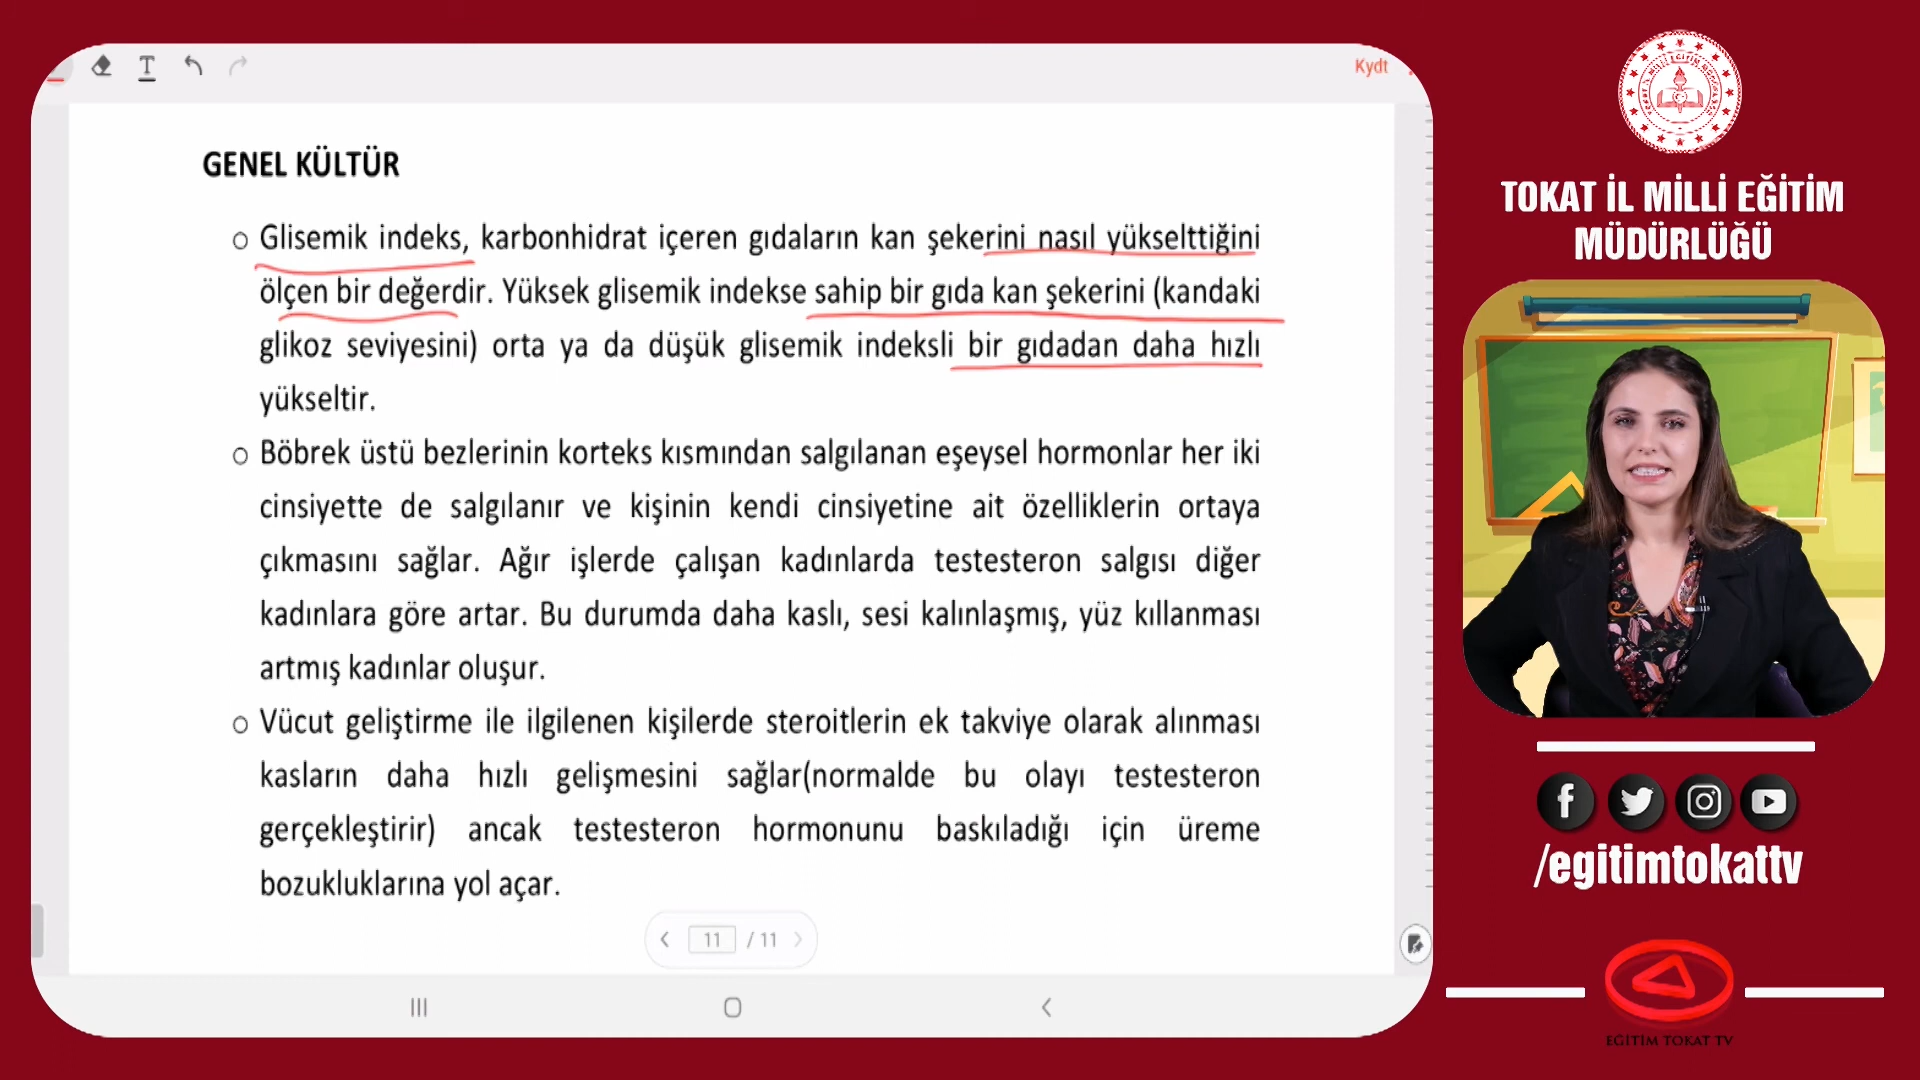 Kydt
GENEL KÜLTÜR
o Glisemik indeks, karbonhidrat içeren gıdaların kan şekerini nasıl yükselttiğini
ölçen bir değerdir. Yüksek glisemik indekse sahip bir gıda kan şekerini (kandaki
glikoz seviyesini) orta ya da düşük glisemik indeksli bir gıdadan daha hızlı
yükseltir.
o Böbrek üstü bezlerinin korteks kısmından salgılanan eşeysel hormonlar her iki
cinsiyette de salgılanır ve kişinin kendi cinsiyetine ait özelliklerin ortaya
çıkmasını sağlar. Ağır işlerde çalışan kadınlarda testesteron salgısı diğer
kadınlara göre artar. Bu durumda daha kaslı, sesi kalınlaşmış, yüz kıllanması
artmış kadınlar oluşur.
o Vücut geliştirme ile ilgilenen kişilerde steroitlerin ek takviye olarak alınması
kasların daha hızlı gelişmesini sağlar(normalde bu olayı testesteron
gerçekleştirir) ancak testesteron hormonunu baskıladığı için üreme
bozukluklarına yol açar.
11 / 11
TOKAT İL MİLLİ EĞİTİM
MÜDÜRLÜĞÜ
/egitimtokattv
EĞİTİM TOKAT TV